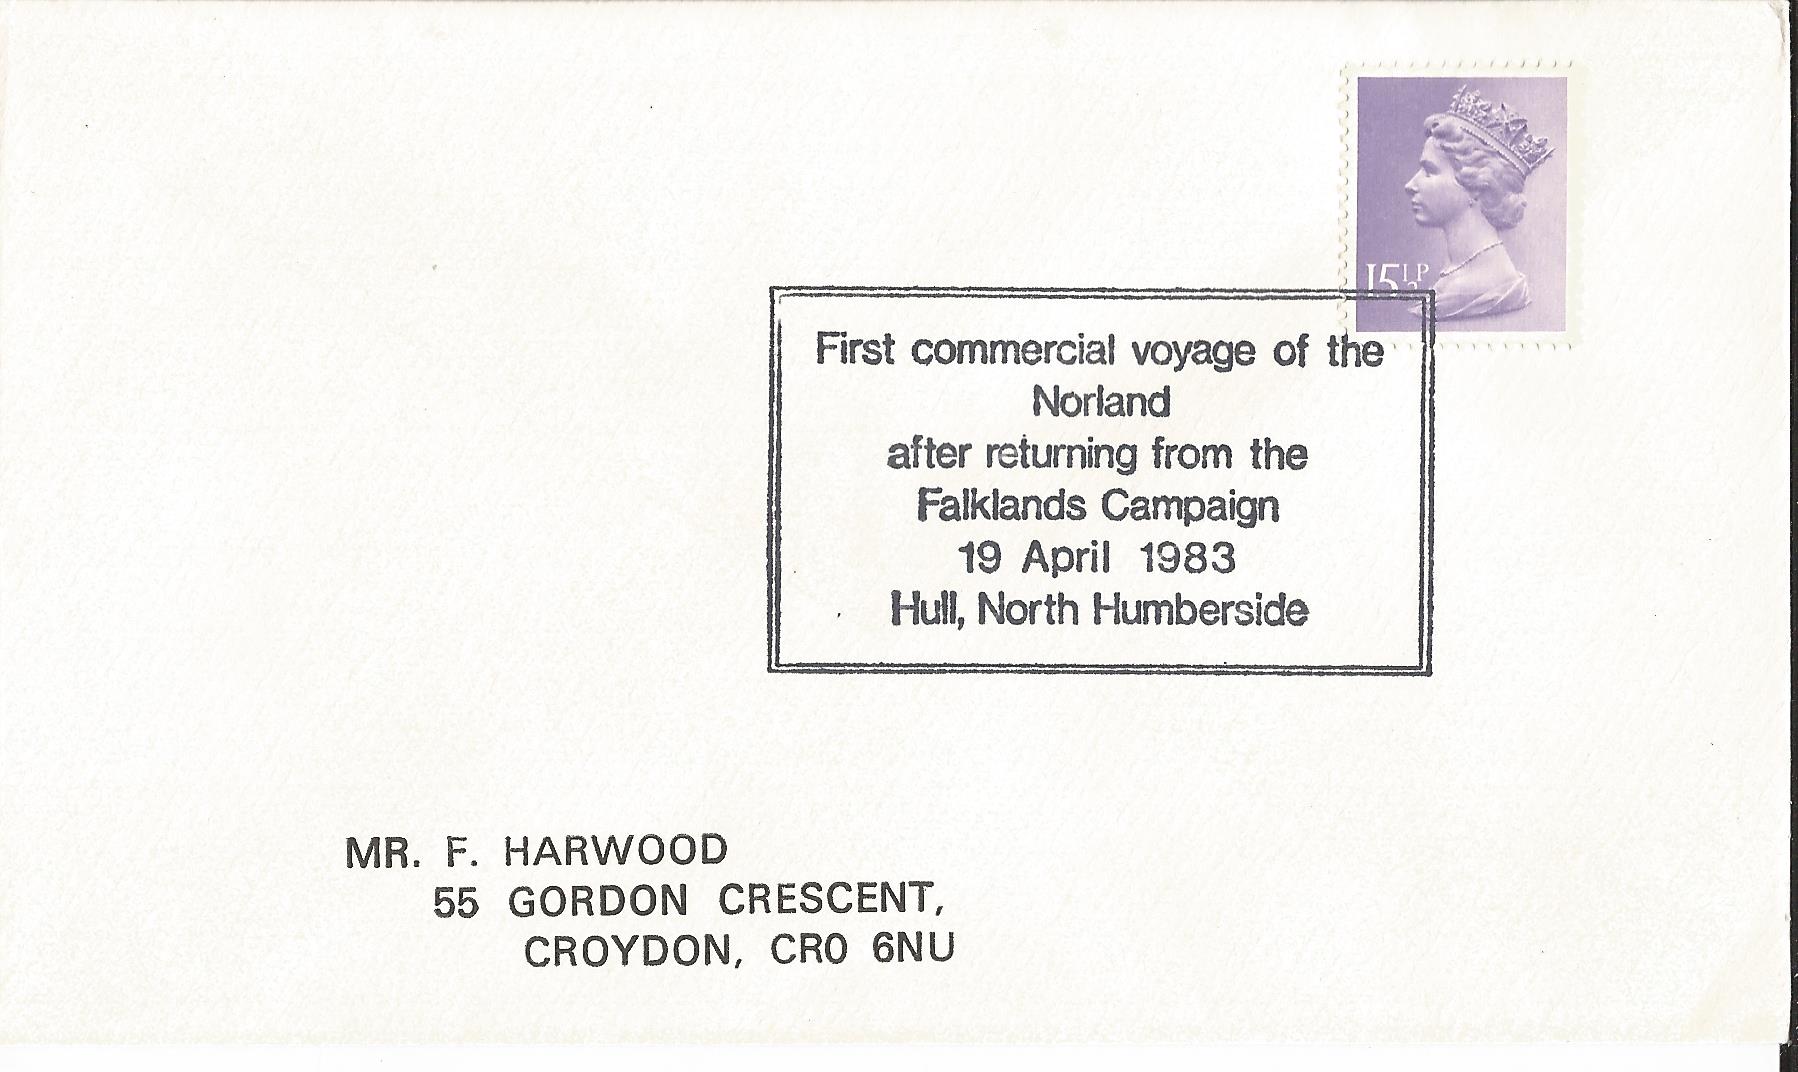 15½P
First commercial voyage of the
Norland
after returning from the
Falklands Campaign
19 April 1983
Hull, North Humberside
MR. F. HARWOOD
55 GORDON CRESCENT,
CROYDON, CR0 6NU